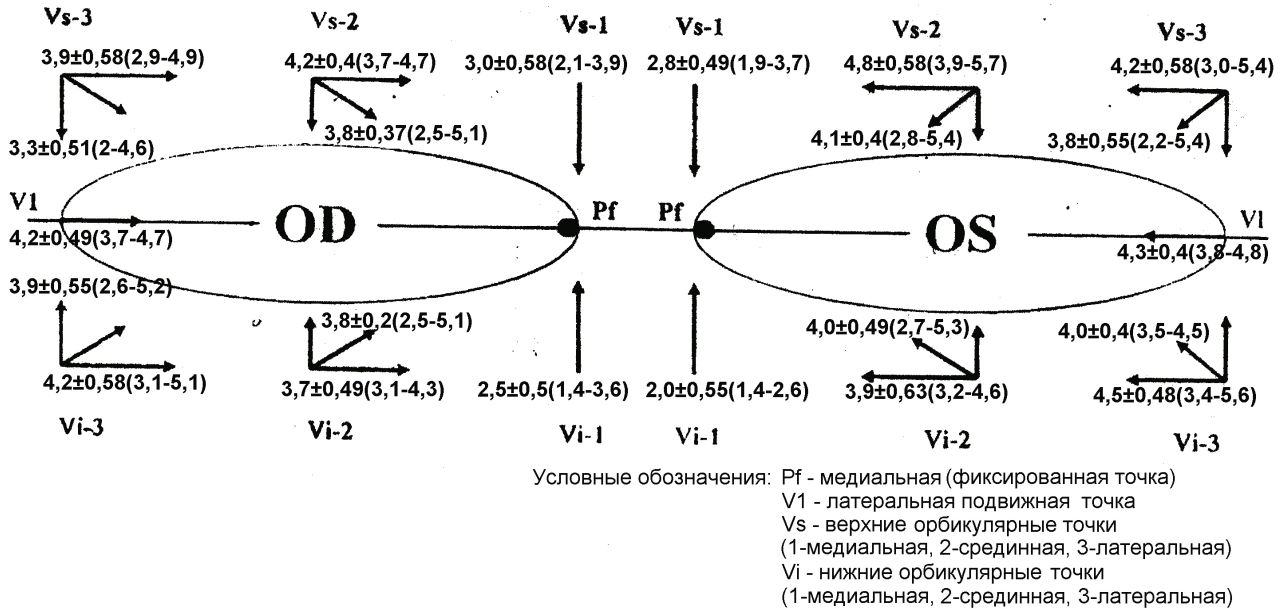 Vs-3 Vs-2 Vs-1 Vs-1 Vs-2 Vs-3
3,9±0,58(2,9-4,9) 4,2±0,4(3,7-4,7) 3,0±0,58(2,1-3,9) 2,8±0,49(1,9-3,7) 4,8±0,58(3,9-5,7) 4,2±0,58(3,0-5,4)
3,3±0,51(2-4,6) 3,8±0,37(2,5-5,1) 4,1±0,4(2,8-5,4) 3,8±0,55(2,2-5,4)
V1 OD Pf Pf OS Vl
4,2±0,49(3,7-4,7) 4,3±0,4(3,8-4,8)
3,9±0,55(2,6-5,2)
3,8±0,2(2,5-5,1) 4,0±0,49(2,7-5,3) 4,0±0,4(3,5-4,5)
4,2±0,58(3,1-5,1) 3,7±0,49(3,1-4,3) 2,5±0,5(1,4-3,6) 2,0±0,55(1,4-2,6) 3,9±0,63(3,2-4,6) 4,5±0,48(3,4-5,6)
Vi-3 Vi-2 Vi-1 Vi-1 Vi-2 Vi-3
Условные обозначения: Pf - медиальная (фиксированная точка)
V1 - латеральная подвижная точка
Vs - верхние орбикулярные точки
(1-медиальная, 2-срединная, 3-латеральная)
Vi - нижние орбикулярные точки
(1-медиальная, 2-срединная, 3-латеральная)